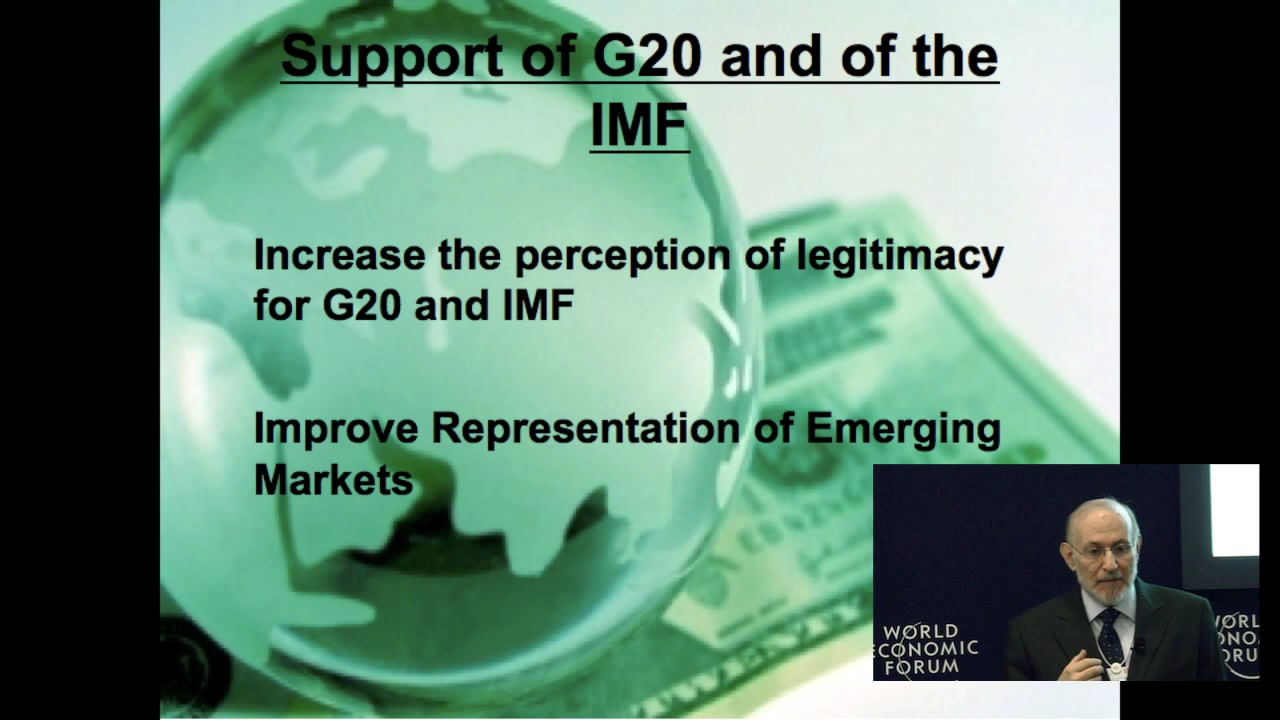 Support of G20 and of the
IMF
Increase the perception of legitimacy
for G20 and IMF
Improve Representation of Emerging
Markets
WORLD
ECONOMIC
FORUM